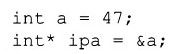 int a = 47;
int* ipa = &a;